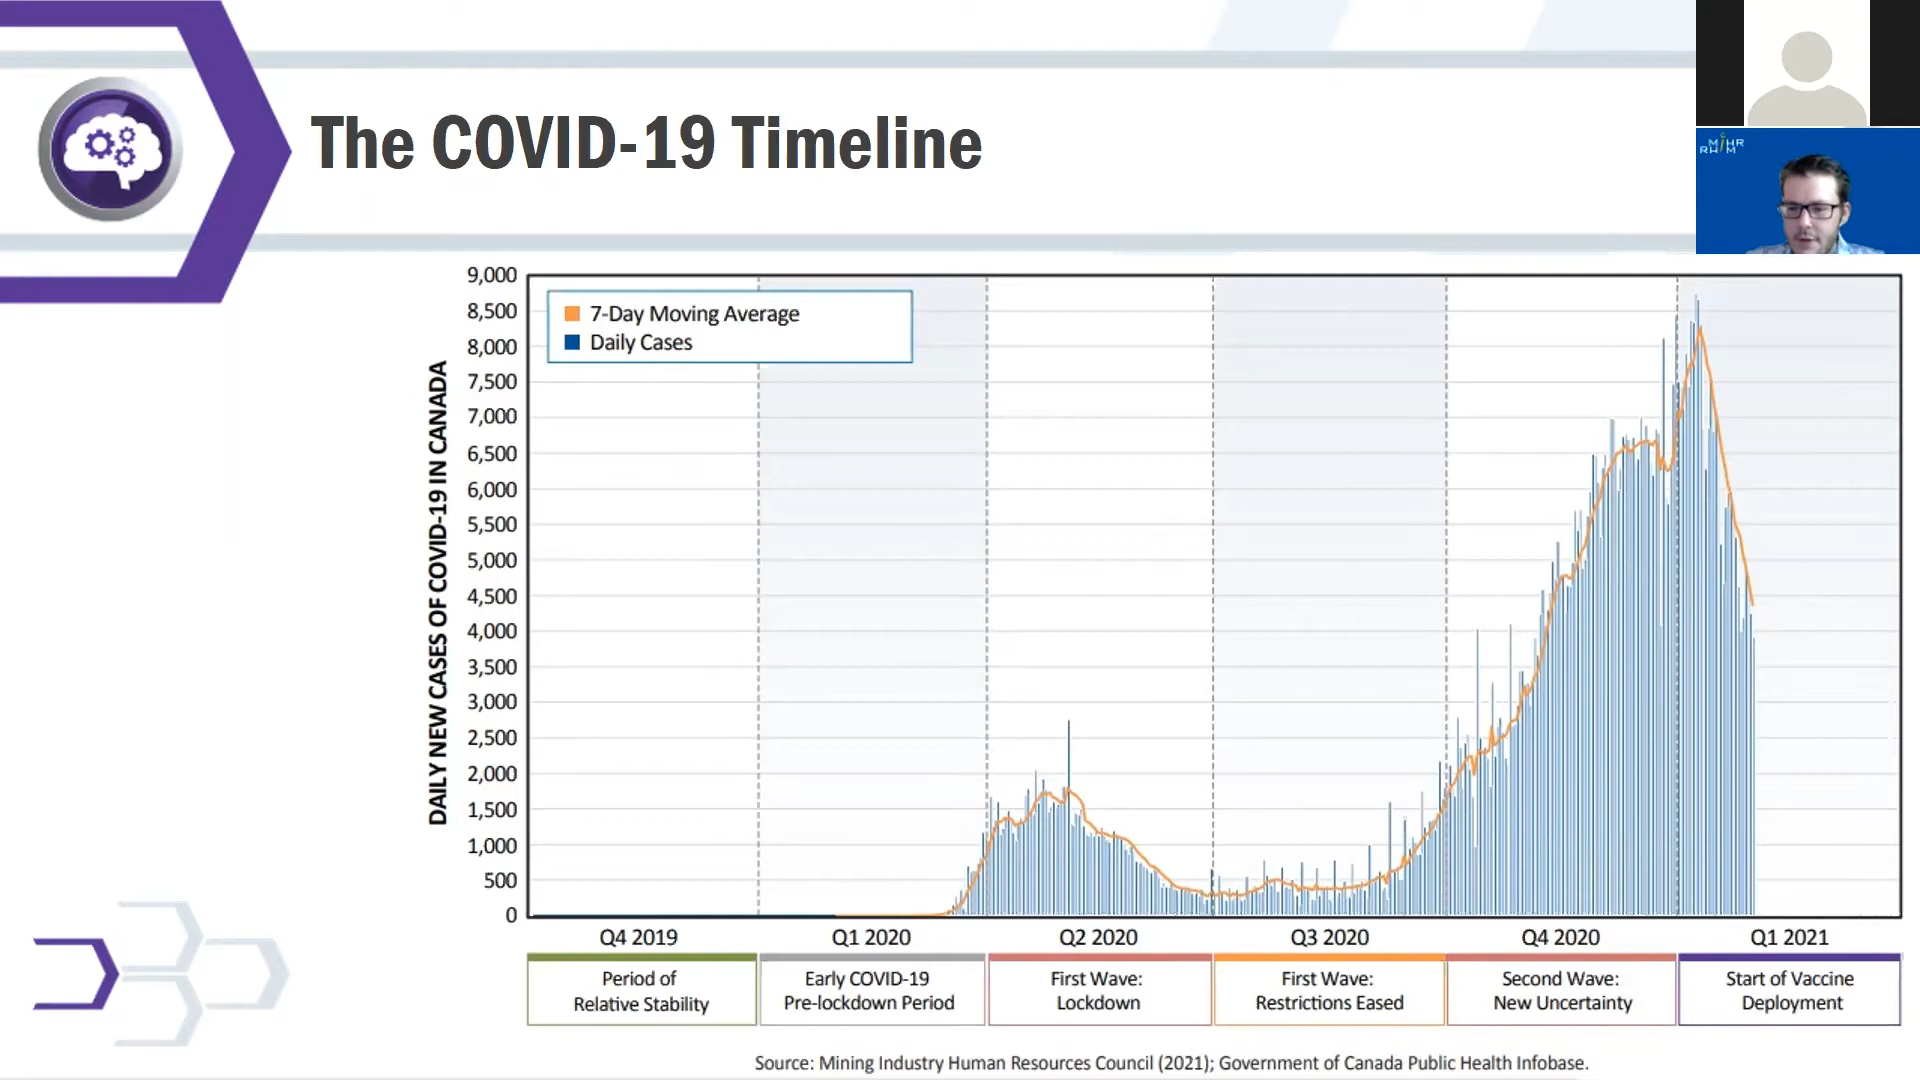 The COVID-19 Timeline
MiHR
RHiM
DAILY NEW CASES OF COVID-19 IN CANADA
9,000
8,500
8,000
7,500
7,000
6,500
6,000
5,500
5,000
4,500
4,000
3,500
3,000
2,500
2,000
1,500
1,000
500
0
7-Day Moving Average
Daily Cases
Q4 2019 Q1 2020 Q2 2020 Q3 2020 Q4 2020 Q1 2021
Period of
Relative Stability
Early COVID-19
Pre-lockdown Period
First Wave:
Lockdown
First Wave:
Restrictions Eased
Second Wave:
New Uncertainty
Start of Vaccine
Deployment
Source: Mining Industry Human Resources Council (2021); Government of Canada Public Health Infobase.